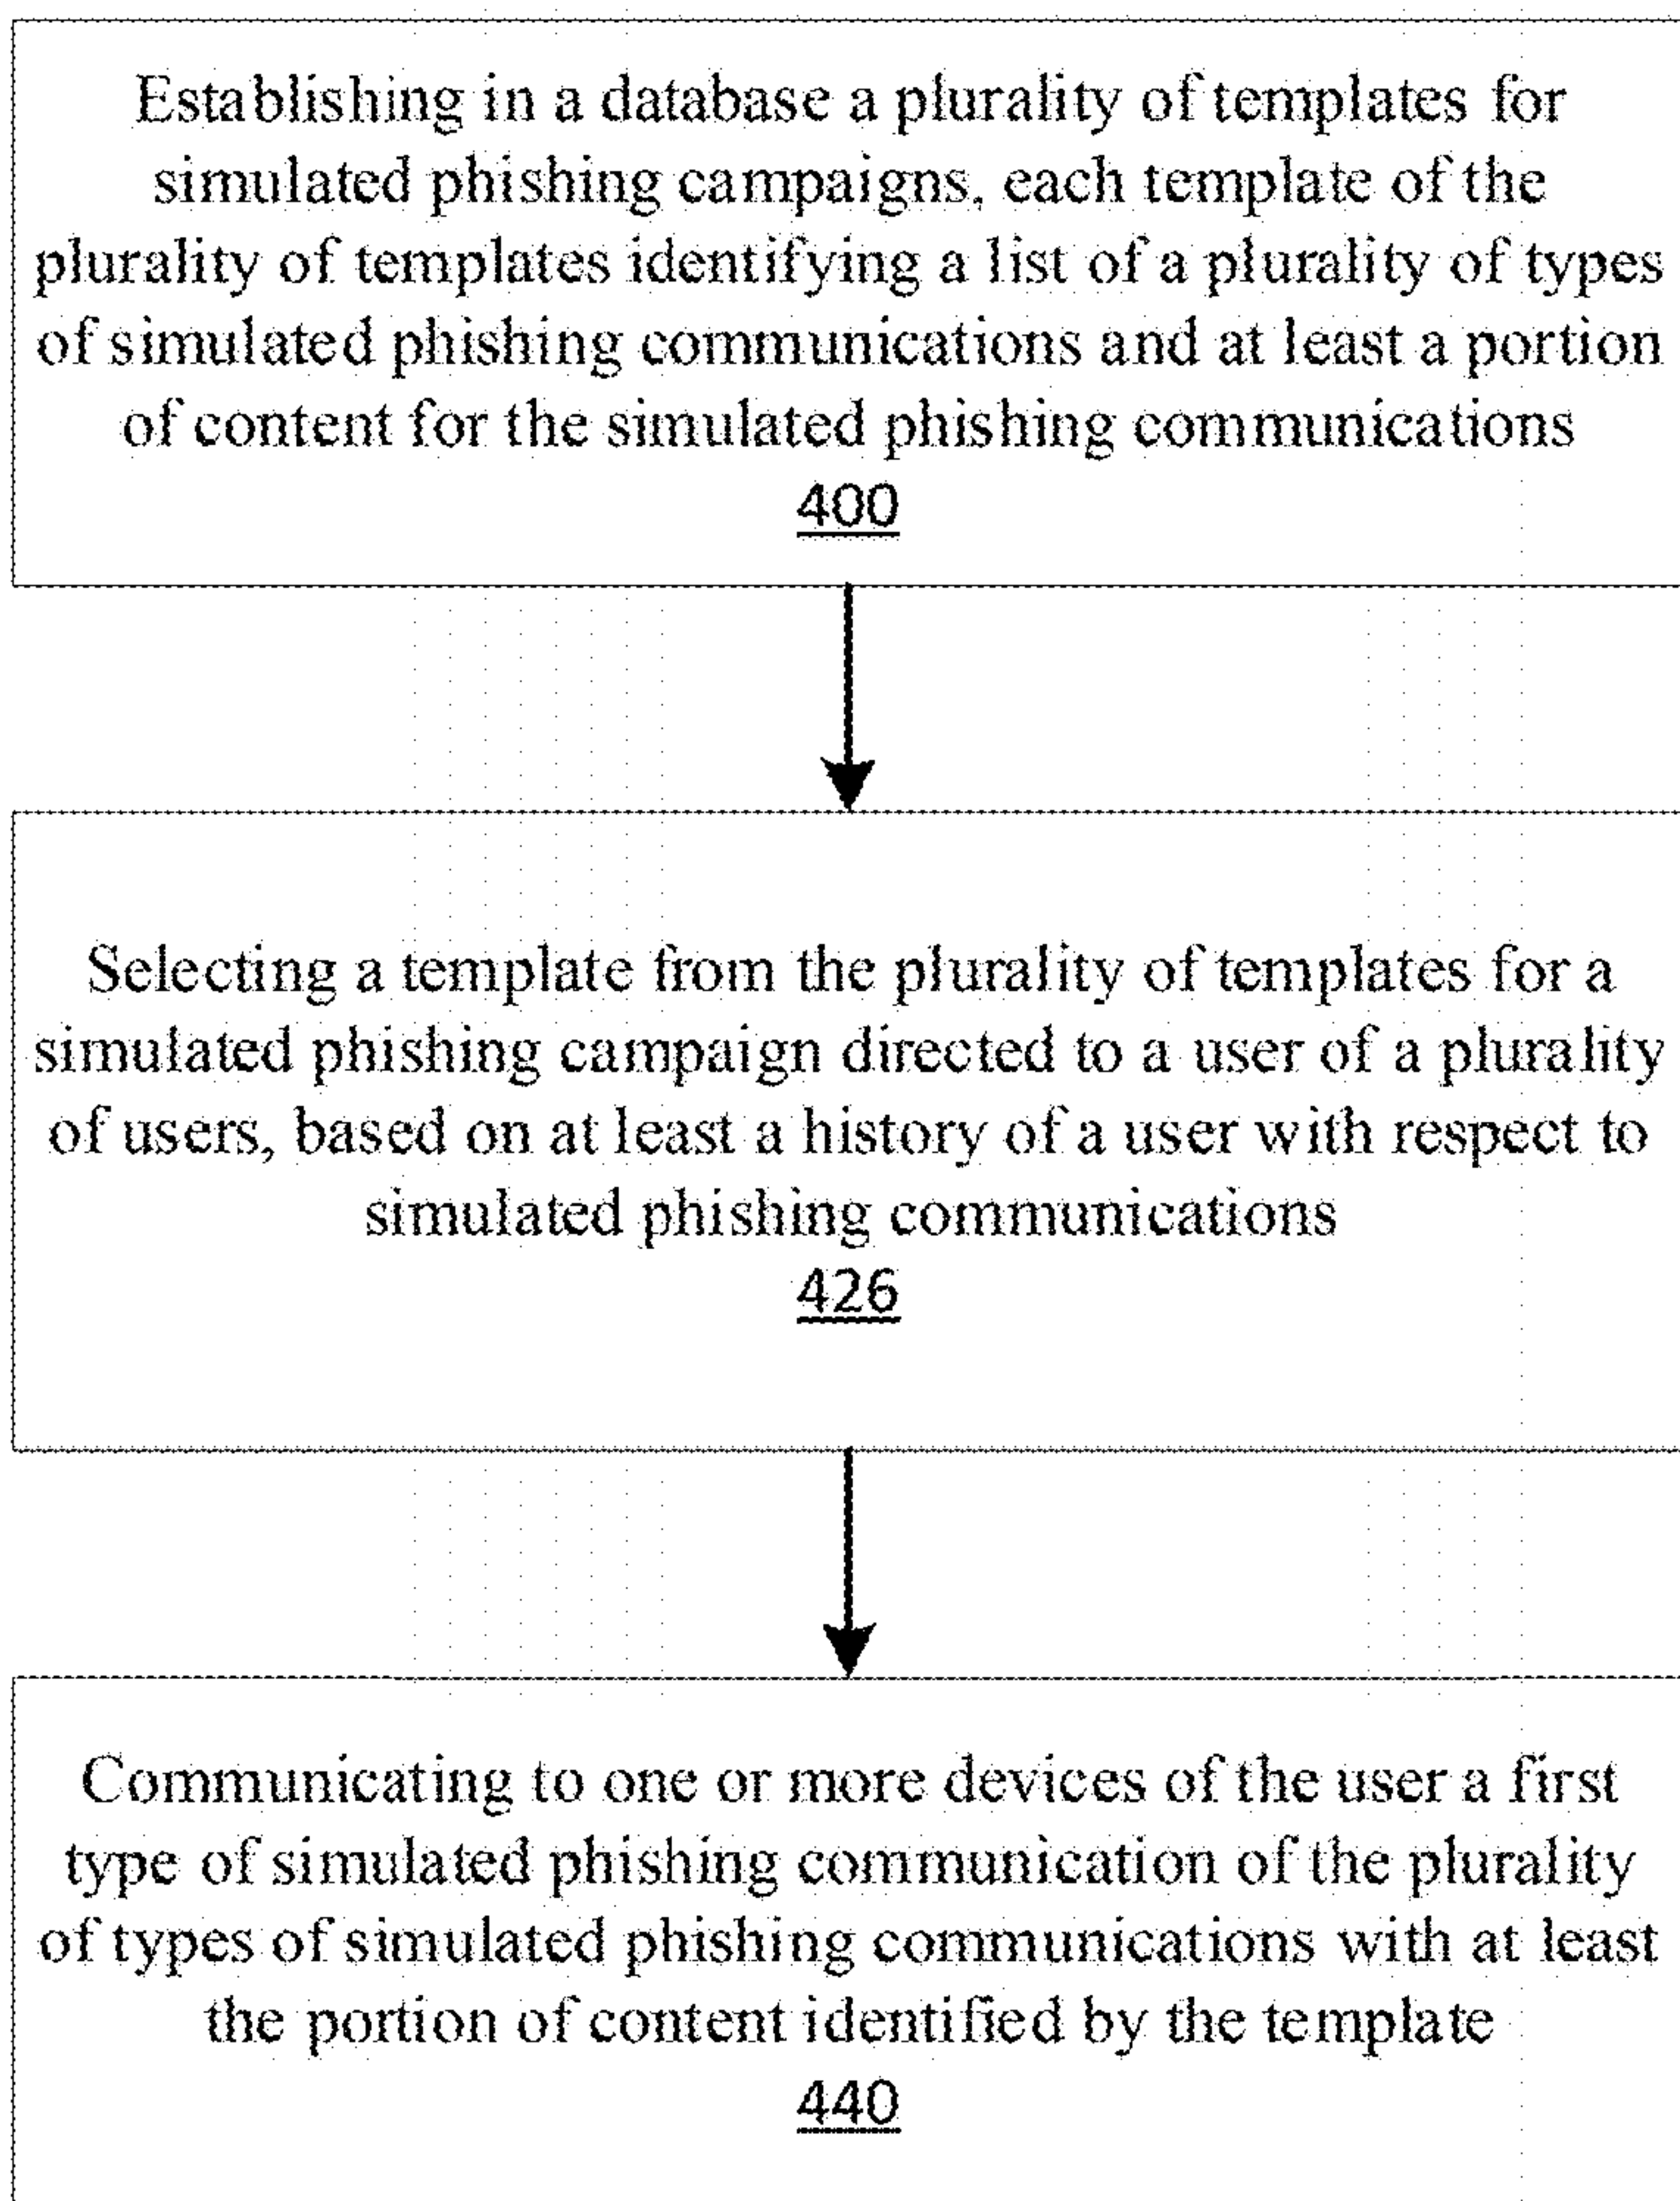 Establishing in a database a plurality of templates for
simulated phishing campaigns, each template of the
plurality of templates identifying a list of a plurality of types
of simulated phishing communications and at least a portion
of content for the simulated phishing communications
400
Selecting a template from the plurality of templates for a
simulated phishing campaign directed to a user of a plurality
of users, based on at least a history of a user with respect to
simulated phishing communications
426
Communicating to one or more devices of the user a first
type of simulated phishing communication of the plurality
of types of simulated phishing communications with at least
the portion of content identified by the template
440